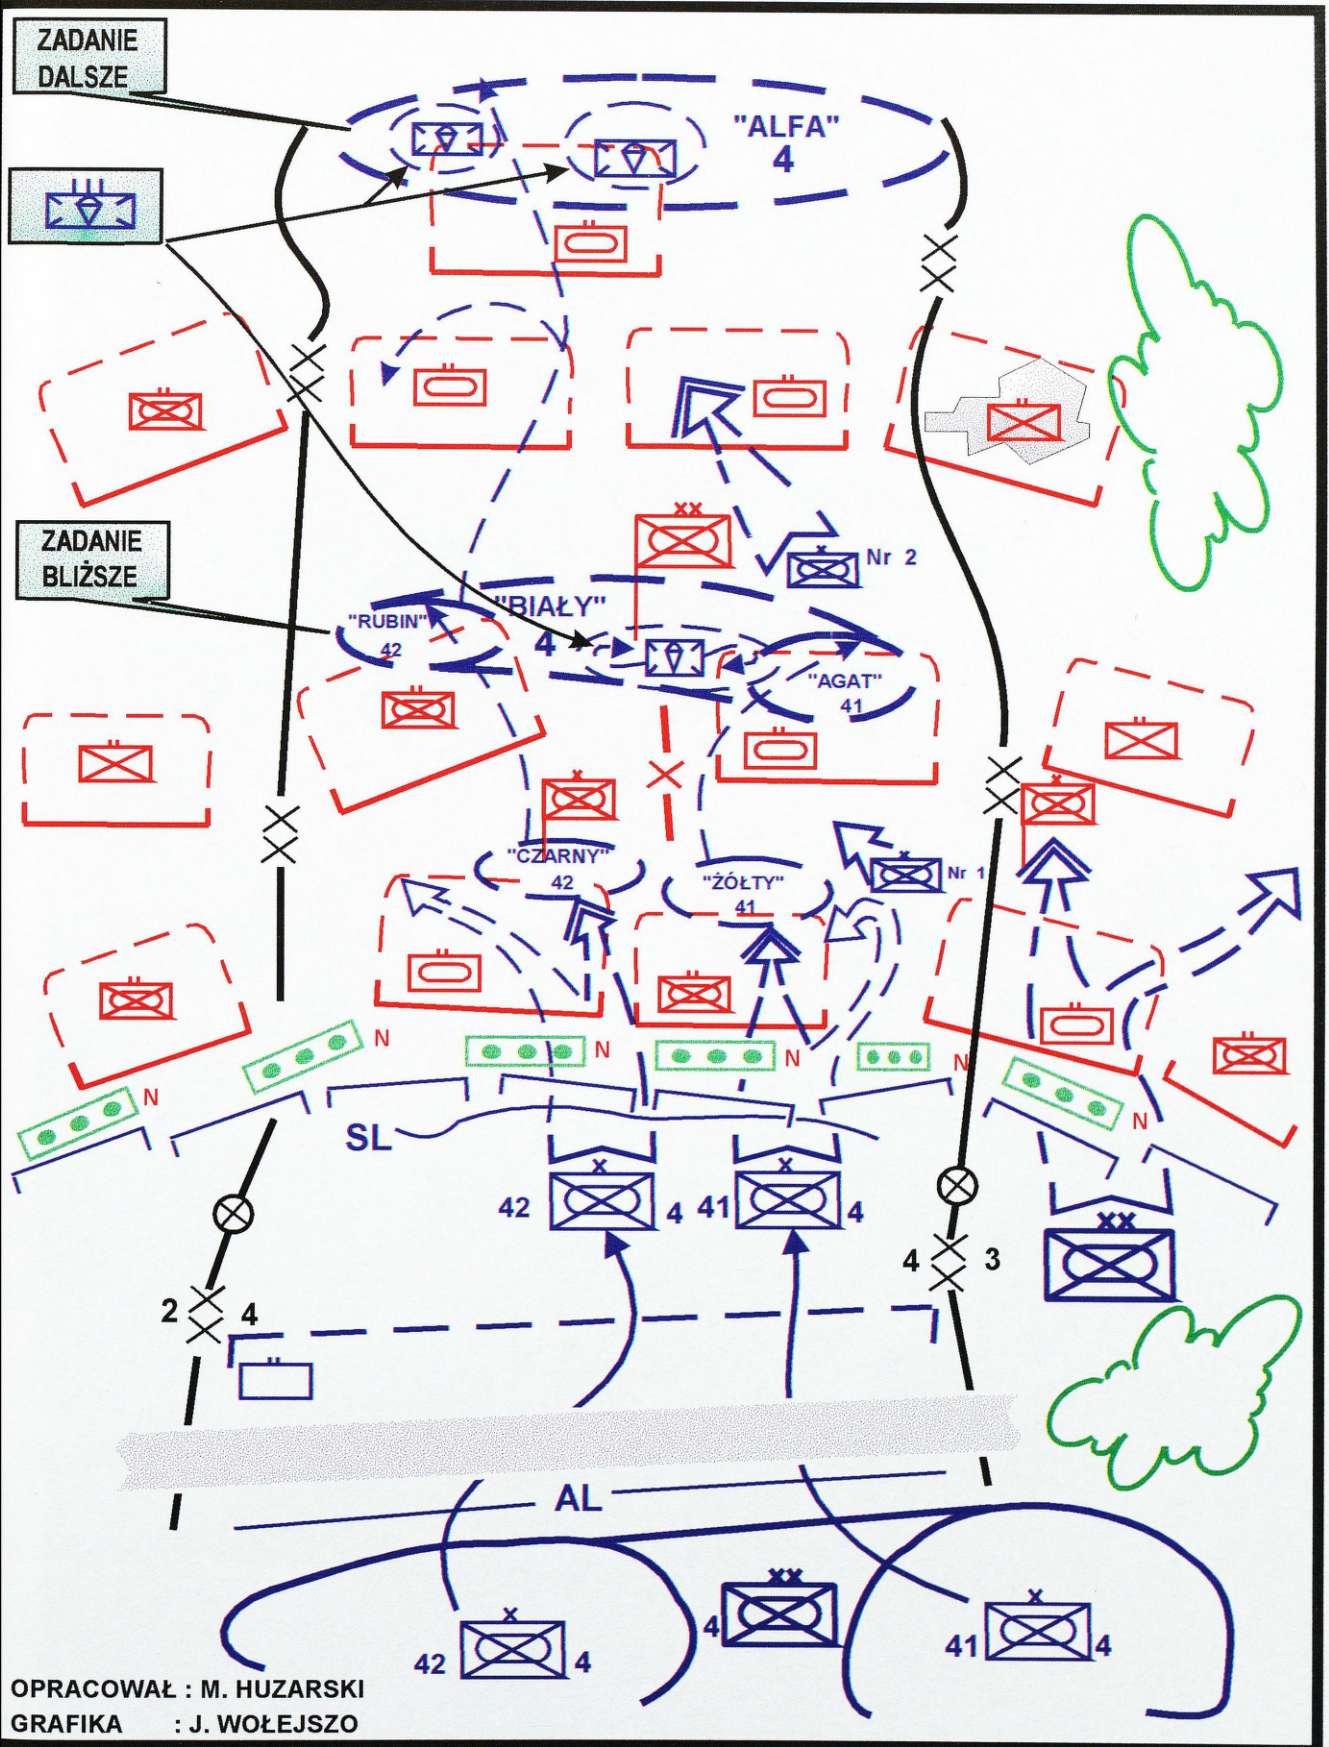 ZADANIE
DALSZE
"ALFA"
4
Nr 2
ZADANIE
BLIŻSZE
"RUBIN"
42
"BIAŁY"
4
"AGAT"
41
"CZARNY"
42
"ŻÓŁTY"
41
Nr 1
N
N
N
N
N
N
SL
42
4
41
4
4
3
2
4
AL
42
4
4
41
4
OPRACOWAŁ : M. HUZARSKI
GRAFIKA : J. WOŁEJSZO